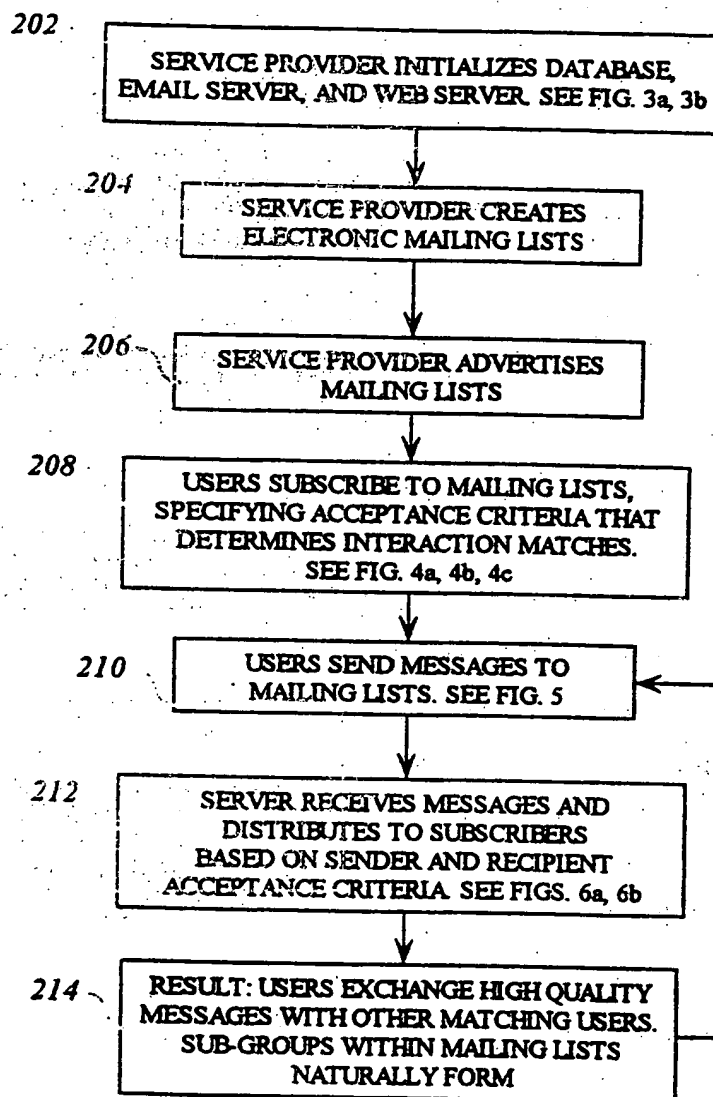 202
SERVICE PROVIDER INITIALIZES DATABASE,
EMAIL SERVER, AND WEB SERVER. SEE FIG. 3a, 3b
204
SERVICE PROVIDER CREATES
ELECTRONIC MAILING LISTS
206
SERVICE PROVIDER ADVERTISES
MAILING LISTS
208
USERS SUBSCRIBE TO MAILING LISTS,
SPECIFYING ACCEPTANCE CRITERIA THAT
DETERMINES INTERACTION MATCHES.
SEE FIG. 4a, 4b, 4c
210
USERS SEND MESSAGES TO
MAILING LISTS. SEE FIG. 5
212
SERVER RECEIVES MESSAGES AND
DISTRIBUTES TO SUBSCRIBERS
BASED ON SENDER AND RECIPIENT
ACCEPTANCE CRITERIA. SEE FIGS. 6a, 6b
214
RESULT: USERS EXCHANGE HIGH QUALITY
MESSAGES WITH OTHER MATCHING USERS.
SUB-GROUPS WITHIN MAILING LISTS
NATURALLY FORM